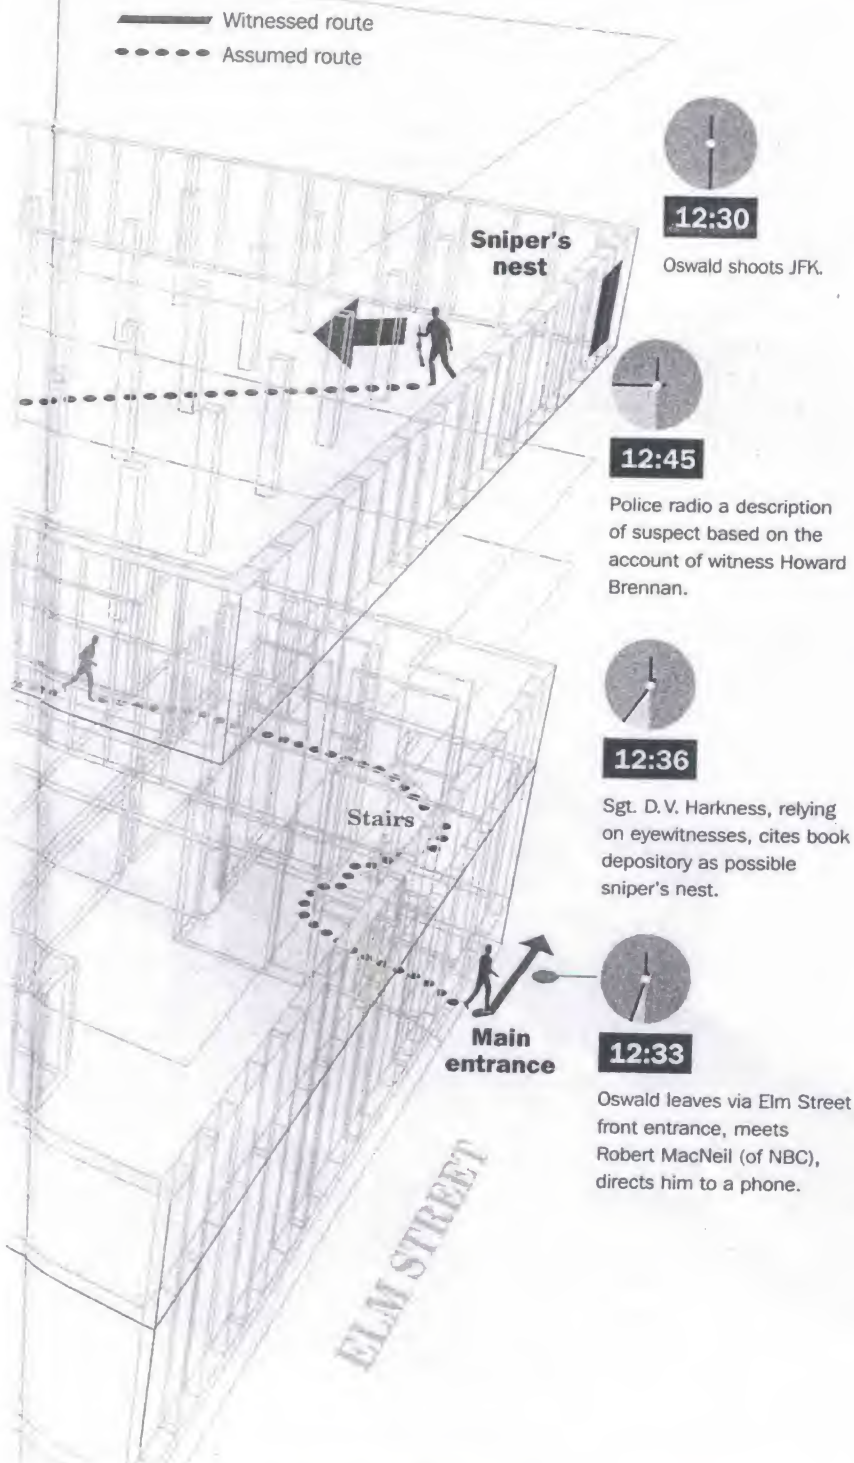 Witnessed route
Assumed route
12:30
Oswald shoots JFK.
Sniper's
nest
12:45
Police radio a description
of suspect based on the
account of witness Howard
Brennan.
12:36
Sgt. D. V. Harkness, relying
on eyewitnesses, cites book
depository as possible
sniper's nest.
Stairs
Main
entrance
12:33
Oswald leaves via Elm Street
front entrance, meets
Robert MacNeil (of NBC),
directs him to a phone.
ELM STREET